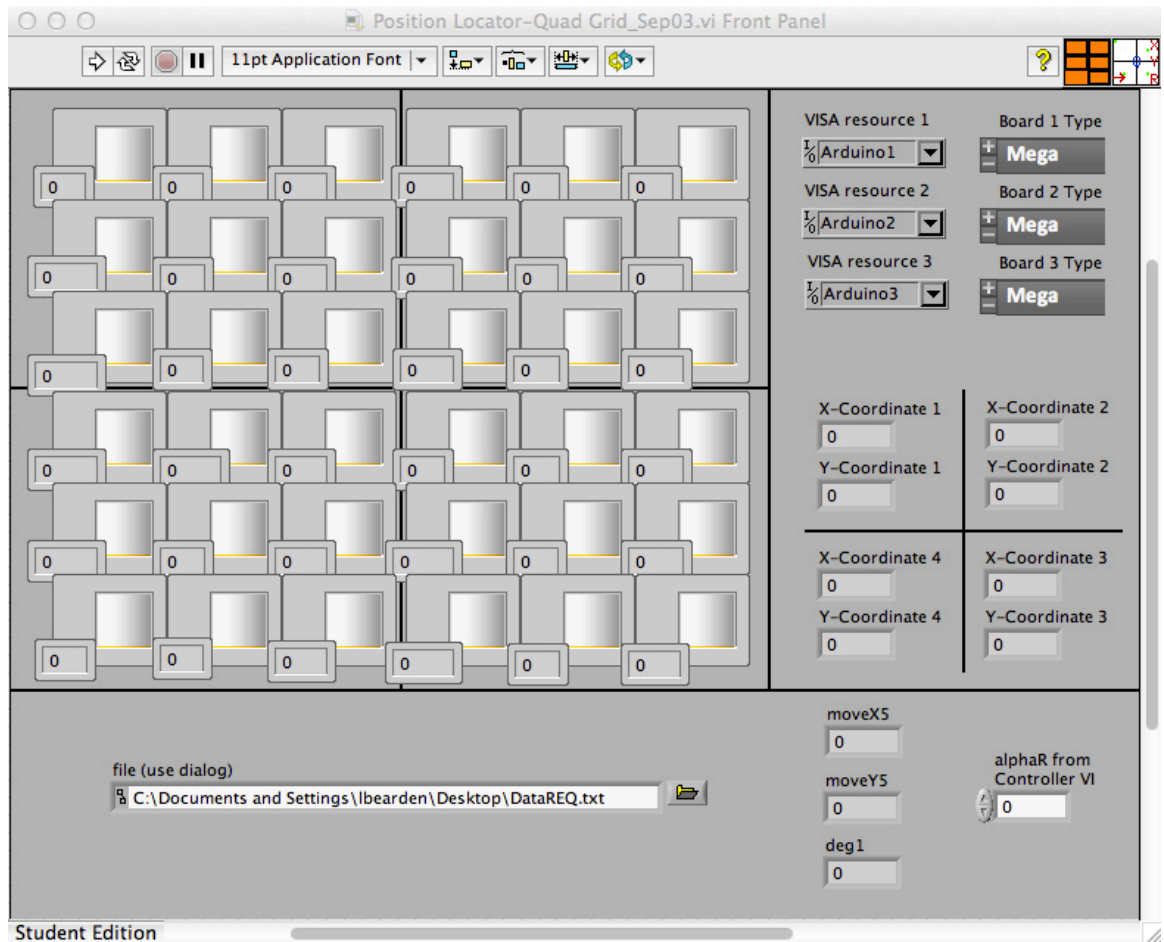 Position Locator-Quad Grid_Sep03.vi Front Panel
11pt Application Font
?
X
Y
R
0 0 0 0 0 0
0 0 0 0 0 0
0 0 0 0 0 0
0 0 0 0 0 0
0 0 0 0 0 0
0 0 0 0 0 0
VISA resource 1
I/O Arduino1
Board 1 Type
Mega
VISA resource 2
I/O Arduino2
Board 2 Type
Mega
VISA resource 3
I/O Arduino3
Board 3 Type
Mega
X-Coordinate 1
0
Y-Coordinate 1
0
X-Coordinate 2
0
Y-Coordinate 2
0
X-Coordinate 4
0
Y-Coordinate 4
0
X-Coordinate 3
0
Y-Coordinate 3
0
file (use dialog)
C:\Documents and Settings\lbearden\Desktop\DataREQ.txt
moveX5
0
moveY5
0
deg1
0
alphaR from
Controller VI
0
Student Edition